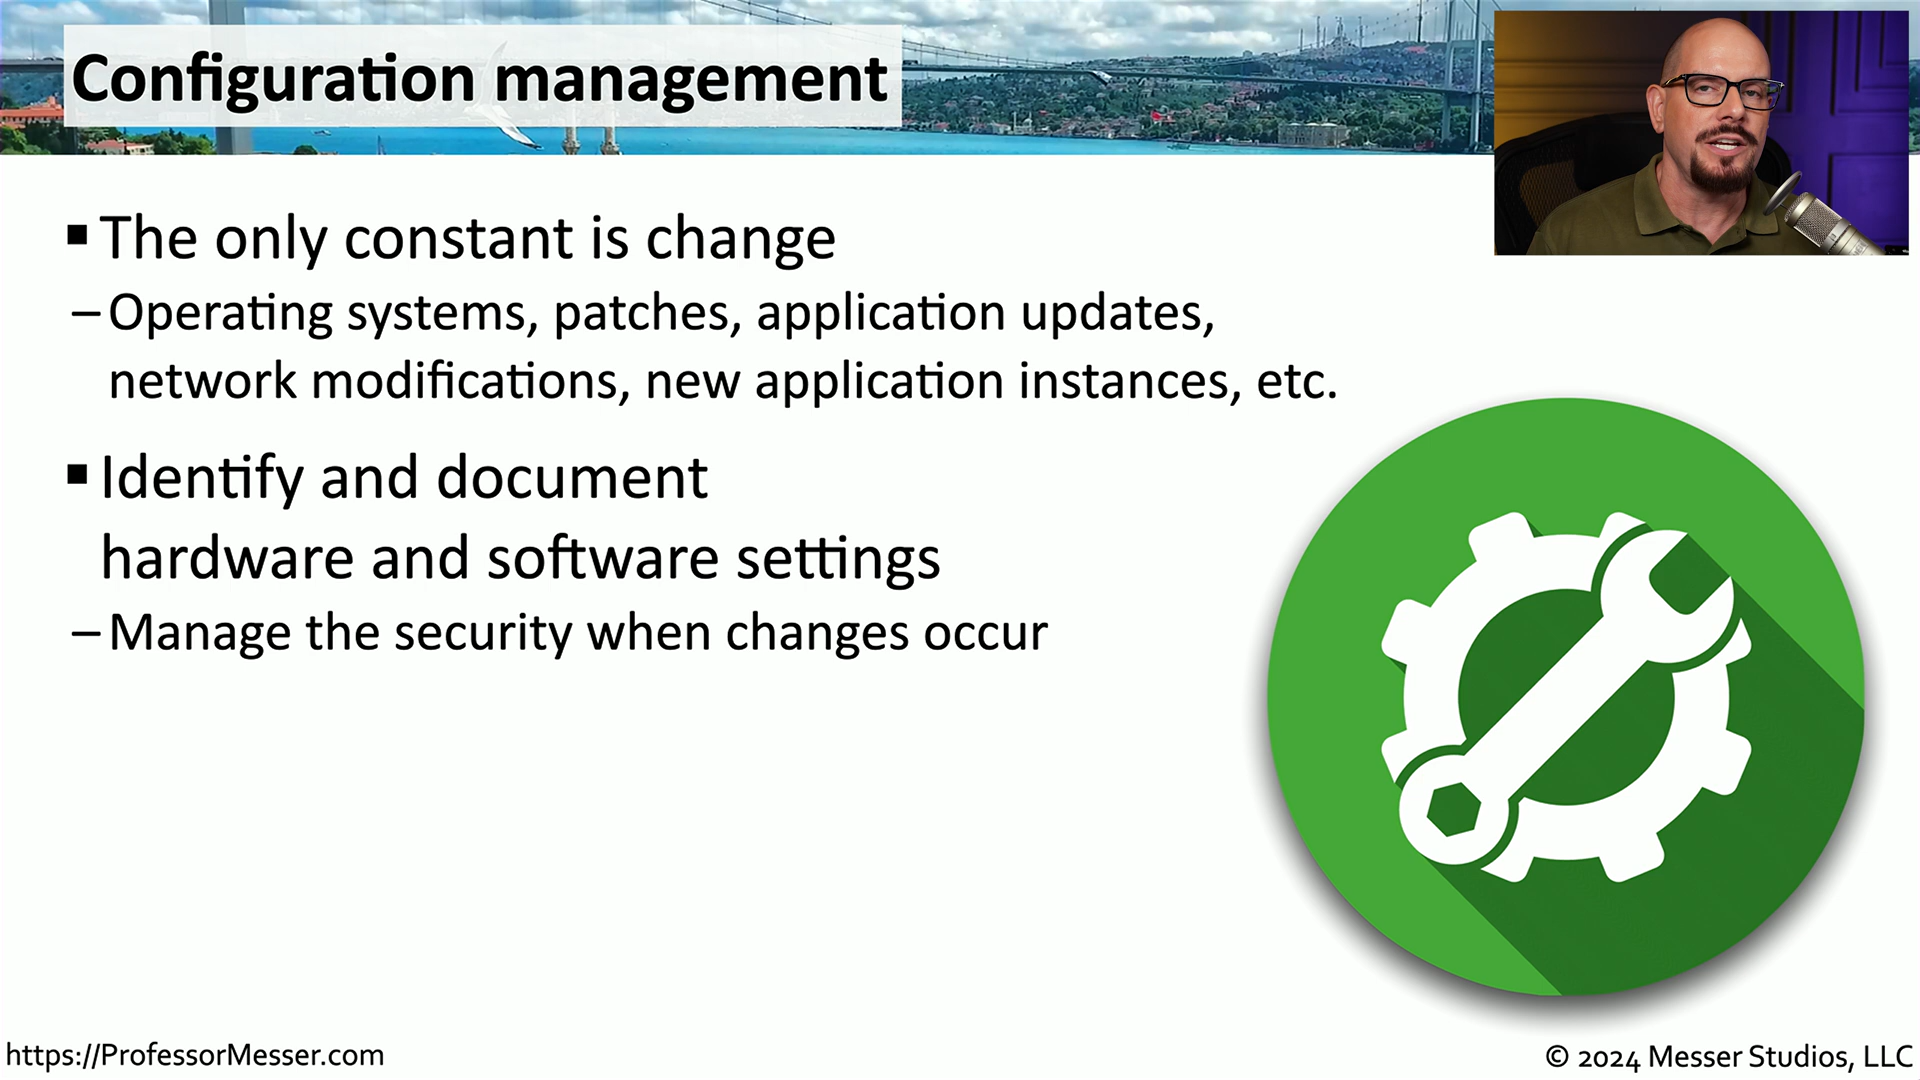 Configuration management
▪ The only constant is change
– Operating systems, patches, application updates,
network modifications, new application instances, etc.
▪ Identify and document
hardware and software settings
– Manage the security when changes occur
https://ProfessorMesser.com
© 2024 Messer Studios, LLC